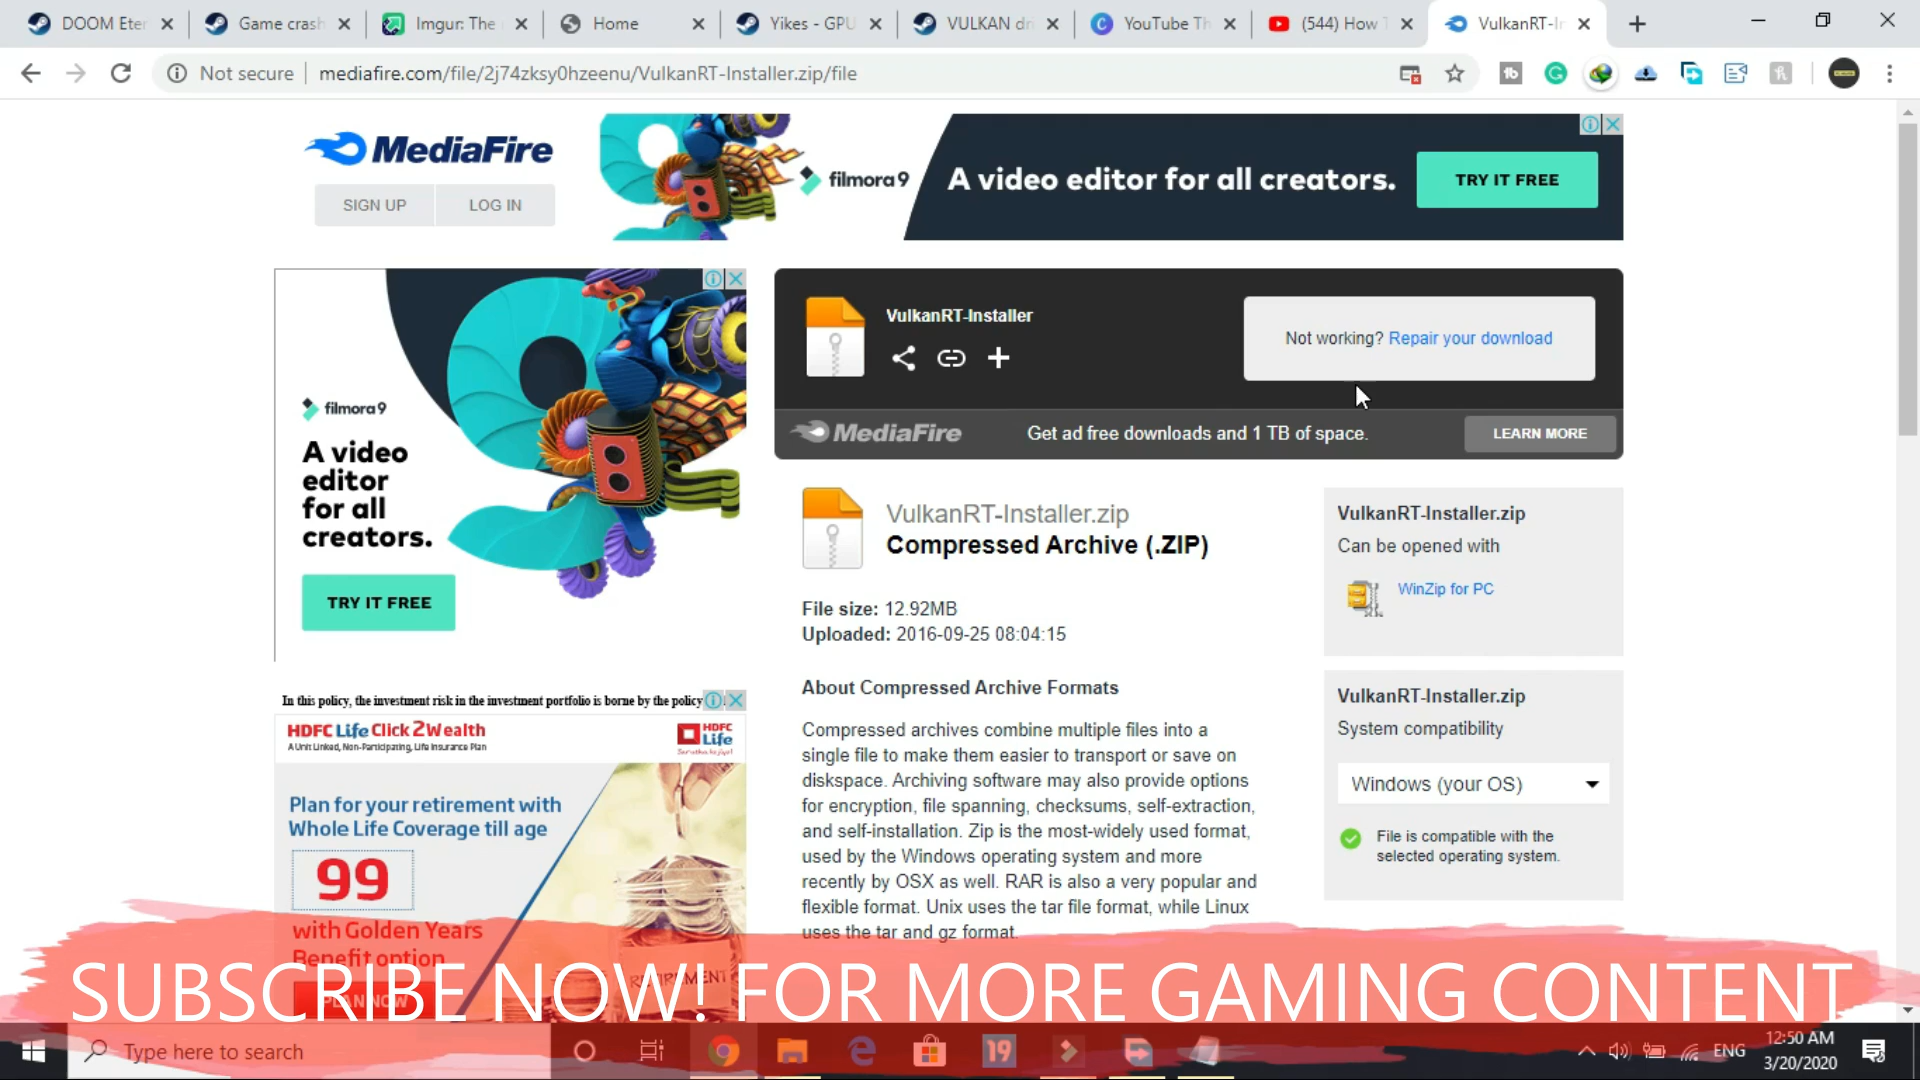 DOOM Eter
Game crash
Imgur: The
Home
Yikes - GPU
VULKAN dr
YouTube Th
(544) How T
VulkanRT-In
Not secure
mediafire.com/file/2j74zksy0hzeenu/VulkanRT-Installer.zip/file
MediaFire
SIGN UP
LOG IN
filmora9
A video editor for all creators.
TRY IT FREE
filmora9
A video
editor
for all
creators.
TRY IT FREE
VulkanRT-Installer
Not working? Repair your download
MediaFire
Get ad free downloads and 1 TB of space.
LEARN MORE
VulkanRT-Installer.zip
Compressed Archive (.ZIP)
File size: 12.92MB
Uploaded: 2016-09-25 08:04:15
About Compressed Archive Formats
Compressed archives combine multiple files into a
single file to make them easier to transport or save on
diskspace. Archiving software may also provide options
for encryption, file spanning, checksums, self-extraction,
and self-installation. Zip is the most-widely used format,
used by the Windows operating system and more
recently by OSX as well. RAR is also a very popular and
flexible format. Unix uses the tar file format, while Linux
uses the tar and gz format.
VulkanRT-Installer.zip
Can be opened with
WinZip for PC
VulkanRT-Installer.zip
System compatibility
Windows (your OS)
File is compatible with the
selected operating system.
In this policy, the investment risk in the investment portfolio is borne by the policy
HDFC Life Click 2Wealth
A Unit Linked, Non-Participating, Life Insurance Plan
HDFC
Life
Plan for your retirement with
Whole Life Coverage till age
99
with Golden Years
Benefit option
PLAN NOW
RETIREMENT
SUBSCRIBE NOW! FOR MORE GAMING CONTENT
Type here to search
19
ENG
12:50 AM
3/20/2020